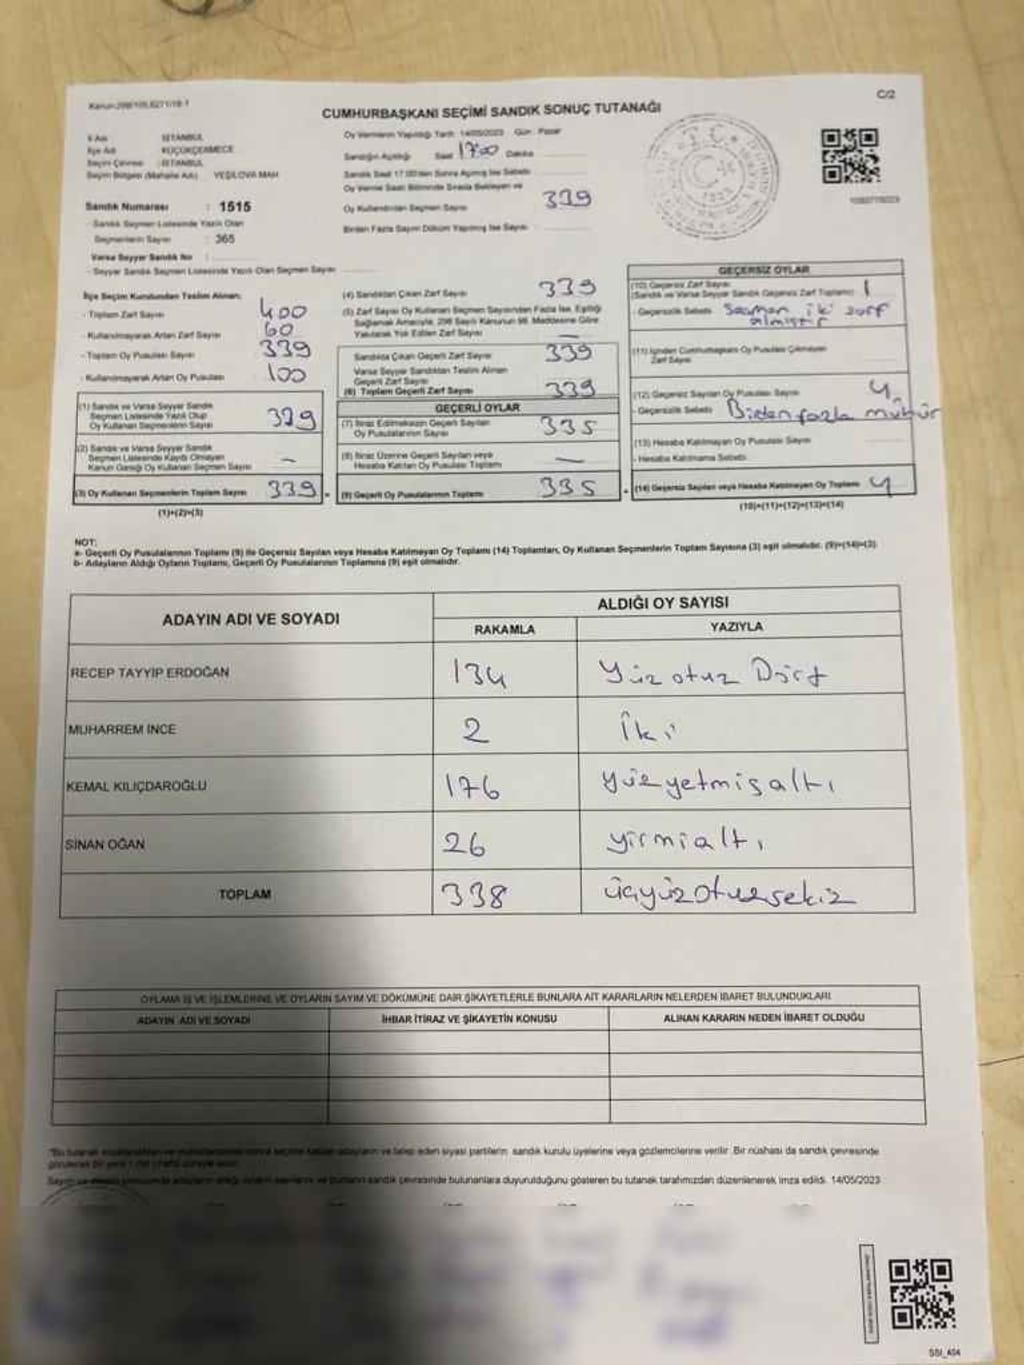 C/2
CUMHURBAŞKANI SEÇİMİ SANDIK SONUÇ TUTANAĞI
İl Adı : İSTANBUL
İlçe Adı : KÜÇÜKÇEKMECE
Seçim Çevresi : İSTANBUL
Seçim Bölgesi (Mahalle Adı) : YEŞİLOVA MAH
Sandık Numarası : 1515
- Sandık Seçmen Listesinde Yazılı Olan
Seçmenlerin Sayısı : 365
Varsa Seyyar Sandık No :
- Seyyar Sandık Seçmen Listesinde Yazılı Olan Seçmen Sayısı
Oy Vermenin Yapıldığı Tarih 14/05/2023 Gün : Pazar
Sandığın Açıldığı Saat 17:00 Dakika
Sandık Saat 17:00'den Sonra Açılmış İse Sebebi
Oy Verme Saati Bitiminde Sırada Bekleyen ve
Oy Kullandırılan Seçmen Sayısı 339
Birden Fazla Sayım Döküm Yapılmış İse Sayısı
T.C.
İlçe Seçim Kurulundan Teslim Alınan;
- Toplam Zarf Sayısı 400
- Kullanılmayarak Artan Zarf Sayısı 60
- Toplam Oy Pusulası Sayısı 339
- Kullanılmayarak Artan Oy Pusulası 100
(1) Sandık ve Varsa Seyyar Sandık
Seçmen Listesinde Yazılı Olup
Oy Kullanan Seçmenlerin Sayısı 339
(2) Sandık ve Varsa Seyyar Sandık
Seçmen Listesinde Kaydı Olmayan
Kanun Gereği Oy Kullanan Seçmen Sayısı –
(3) Oy Kullanan Seçmenlerin Toplam Sayısı 339
(1)+(2)=(3)
(4) Sandıktan Çıkan Zarf Sayısı 339
(5) Zarf Sayısı Oy Kullanan Seçmen Sayısından Fazla İse, Eşitliği
Sağlamak Amacıyla, 298 Sayılı Kanunun 98. Maddesine Göre
Yakılarak Yok Edilen Zarf Sayısı –
Sandıkta Çıkan Geçerli Zarf Sayısı 339
Varsa Seyyar Sandıktan Teslim Alınan
Geçerli Zarf Sayısı
(6) Toplam Geçerli Zarf Sayısı 339
GEÇERLİ OYLAR
(7) İtiraz Edilmeksizin Geçerli Sayılan
Oy Pusulalarının Sayısı 335
(8) İtiraz Üzerine Geçerli Sayılan veya
Hesaba Katılan Oy Pusulası Toplamı –
(9) Geçerli Oy Pusulalarının Toplamı 335
GEÇERSİZ OYLAR
(10) Geçersiz Zarf Sayısı 1
(Sandık ve Varsa Seyyar Sandık Geçersiz Zarf Toplamı)
- Geçersizlik Sebebi Seçmen iki zarf
almıştır
(11) İçinden Cumhurbaşkanı Oy Pusulası Çıkmayan
Zarf Sayısı
(12) Geçersiz Sayılan Oy Pusulası Sayısı 4
- Geçersizlik Sebebi Birden fazla mühür
(13) Hesaba Katılmayan Oy Pusulası Sayısı
- Hesaba Katılmama Sebebi
(14) Geçersiz Sayılan veya Hesaba Katılmayan Oy Toplamı 4
(10)+(11)+(12)+(13)=(14)
NOT:
a- Geçerli Oy Pusulalarının Toplamı (9) ile Geçersiz Sayılan veya Hesaba Katılmayan Oy Toplamı (14) Toplamları, Oy Kullanan Seçmenlerin Toplam Sayısına (3) eşit olmalıdır. (9)+(14)=(3)
b- Adayların Aldığı Oyların Toplamı, Geçerli Oy Pusulalarının Toplamına (9) eşit olmalıdır.
ADAYIN ADI VE SOYADI ALDIĞI OY SAYISI
RAKAMLA YAZIYLA
RECEP TAYYİP ERDOĞAN 134 Yüz otuz Dört
MUHARREM İNCE 2 İki
KEMAL KILIÇDAROĞLU 176 yüzyetmişaltı
SİNAN OĞAN 26 yirmialtı
TOPLAM 338 üçyüzotuzsekiz
OYLAMA İŞ VE İŞLEMLERİNE VE OYLARIN SAYIM VE DÖKÜMÜNE DAİR ŞİKAYETLERLE BUNLARA AİT KARARLARIN NELERDEN İBARET BULUNDUKLARI
ADAYIN ADI VE SOYADI İHBAR İTİRAZ VE ŞİKAYETİN KONUSU ALINAN KARARIN NEDEN İBARET OLDUĞU
adayların ve talep eden siyasi partilerin sandık kurulu üyelerine veya gözlemcilerine verilir. Bir nüshası da sandık çevresinde
sandık çevresinde bulunanlara duyurulduğunu gösteren bu tutanak tarafımızdan düzenlenerek imza edildi. 14/05/2023
SSI_404